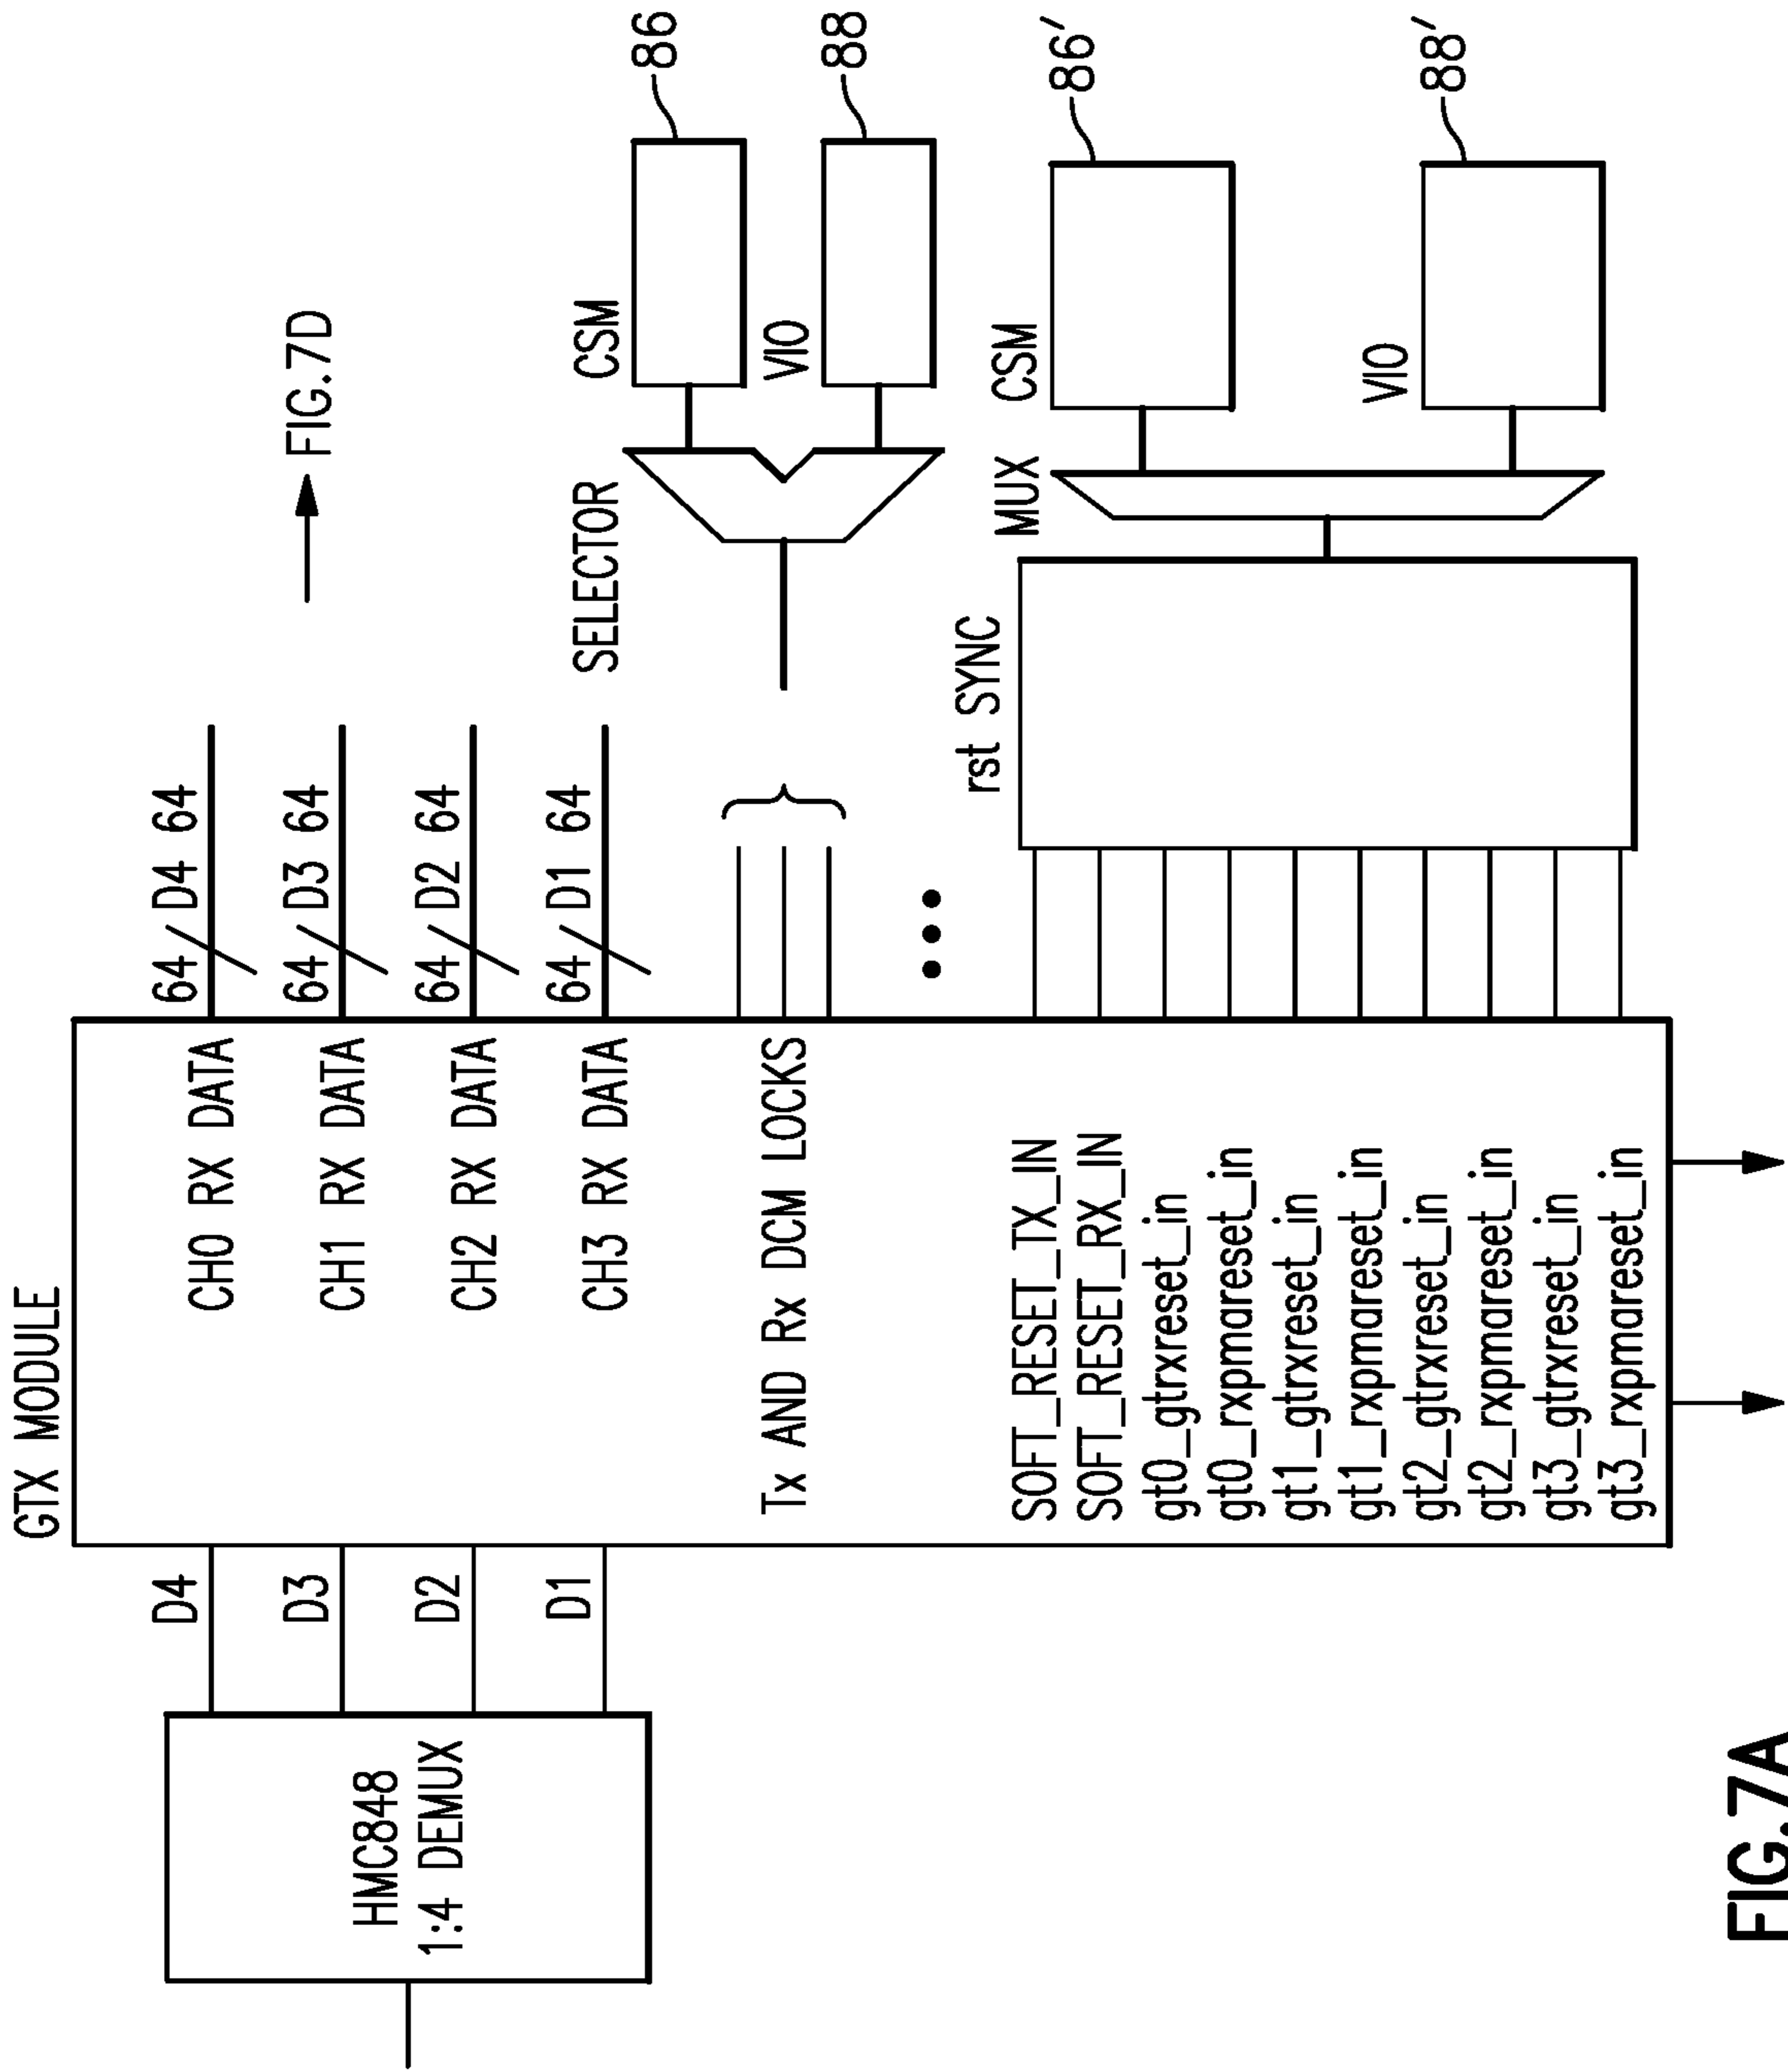 GTX MODULE
HMC848
1:4 DEMUX
D4
D3
D2
D1
CH0 RX DATA
CH1 RX DATA
CH2 RX DATA
CH3 RX DATA
Tx AND Rx DCM LOCKS
SOFT_RESET_TX_IN
SOFT_RESET_RX_IN
gt0_gtrxreset_in
gt0_rxpmareset_in
gt1_gtrxreset_in
gt1_rxpmareset_in
gt2_gtrxreset_in
gt2_rxpmareset_in
gt3_gtrxreset_in
gt3_rxpmareset_in
64 D4 64
64 D3 64
64 D2 64
64 D1 64
FIG.7D
SELECTOR
CSM
86
VIO
88
rst SYNC
MUX
CSM
86′
VIO
88′
FIG.7A